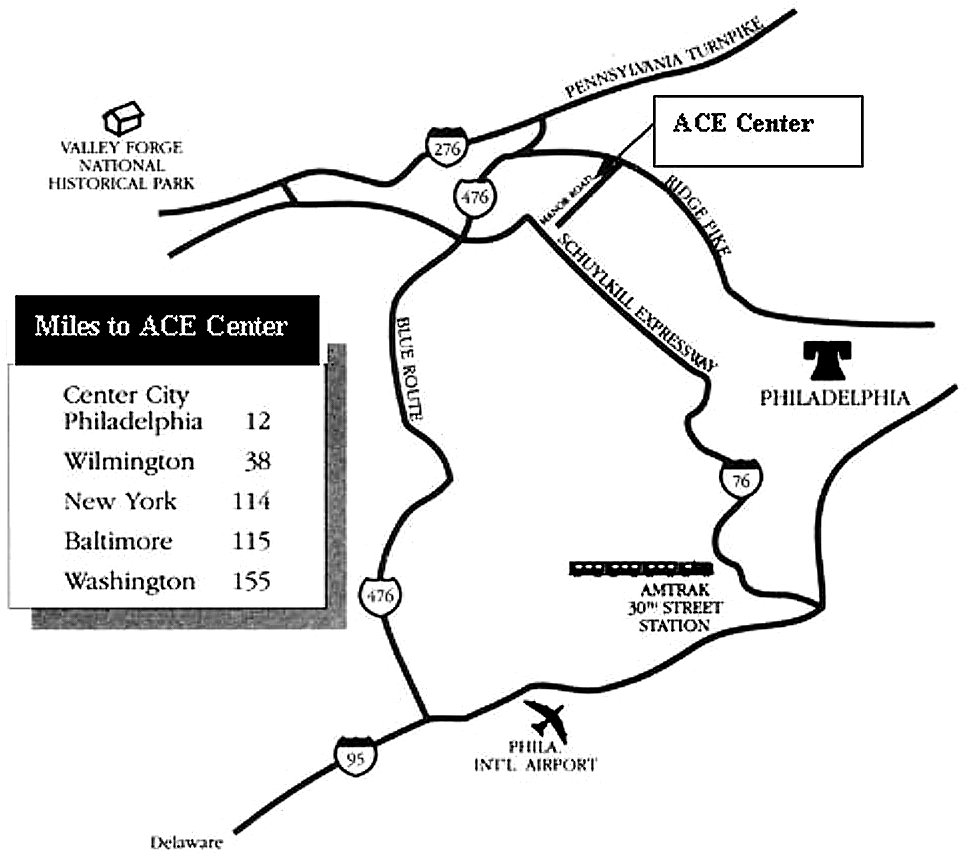 PENNSYLVANIA TURNPIKE
ACE Center
VALLEY FORGE
NATIONAL
HISTORICAL PARK
276
476
MANOR ROAD
RIDGE PIKE
SCHUYLKILL EXPRESSWAY
BLUE ROUTE
Miles to ACE Center
Center City
Philadelphia 12
Wilmington 38
New York 114
Baltimore 115
Washington 155
PHILADELPHIA
76
AMTRAK
30TH STREET
STATION
476
PHILA.
INT'L. AIRPORT
95
Delaware